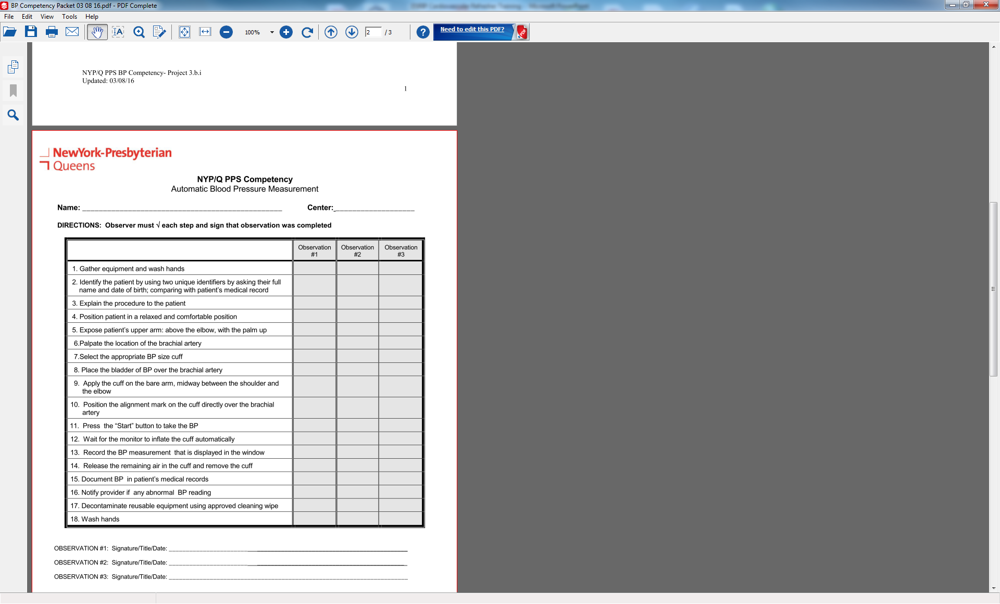 BP Competency Packet 03 08 16.pdf - PDF Complete
File Edit View Tools Help
100% 2 / 3 ? Need to edit this PDF? PDF
NYP/Q PPS BP Competency- Project 3.b.i
Updated: 03/08/16
1
NewYork-Presbyterian
Queens
NYP/Q PPS Competency
Automatic Blood Pressure Measurement
Name: Center:
DIRECTIONS: Observer must √ each step and sign that observation was completed
Observation #1 Observation #2 Observation #3
1. Gather equipment and wash hands
2. Identify the patient by using two unique identifiers by asking their full
name and date of birth; comparing with patient's medical record
3. Explain the procedure to the patient
4. Position patient in a relaxed and comfortable position
5. Expose patient's upper arm: above the elbow, with the palm up
6.Palpate the location of the brachial artery
7.Select the appropriate BP size cuff
8. Place the bladder of BP over the brachial artery
9. Apply the cuff on the bare arm, midway between the shoulder and
the elbow
10. Position the alignment mark on the cuff directly over the brachial
artery
11. Press the “Start” button to take the BP
12. Wait for the monitor to inflate the cuff automatically
13. Record the BP measurement that is displayed in the window
14. Release the remaining air in the cuff and remove the cuff
15. Document BP in patient's medical records
16. Notify provider if any abnormal BP reading
17. Decontaminate reusable equipment using approved cleaning wipe
18. Wash hands
OBSERVATION #1: Signature/Title/Date:
OBSERVATION #2: Signature/Title/Date:
OBSERVATION #3: Signature/Title/Date: